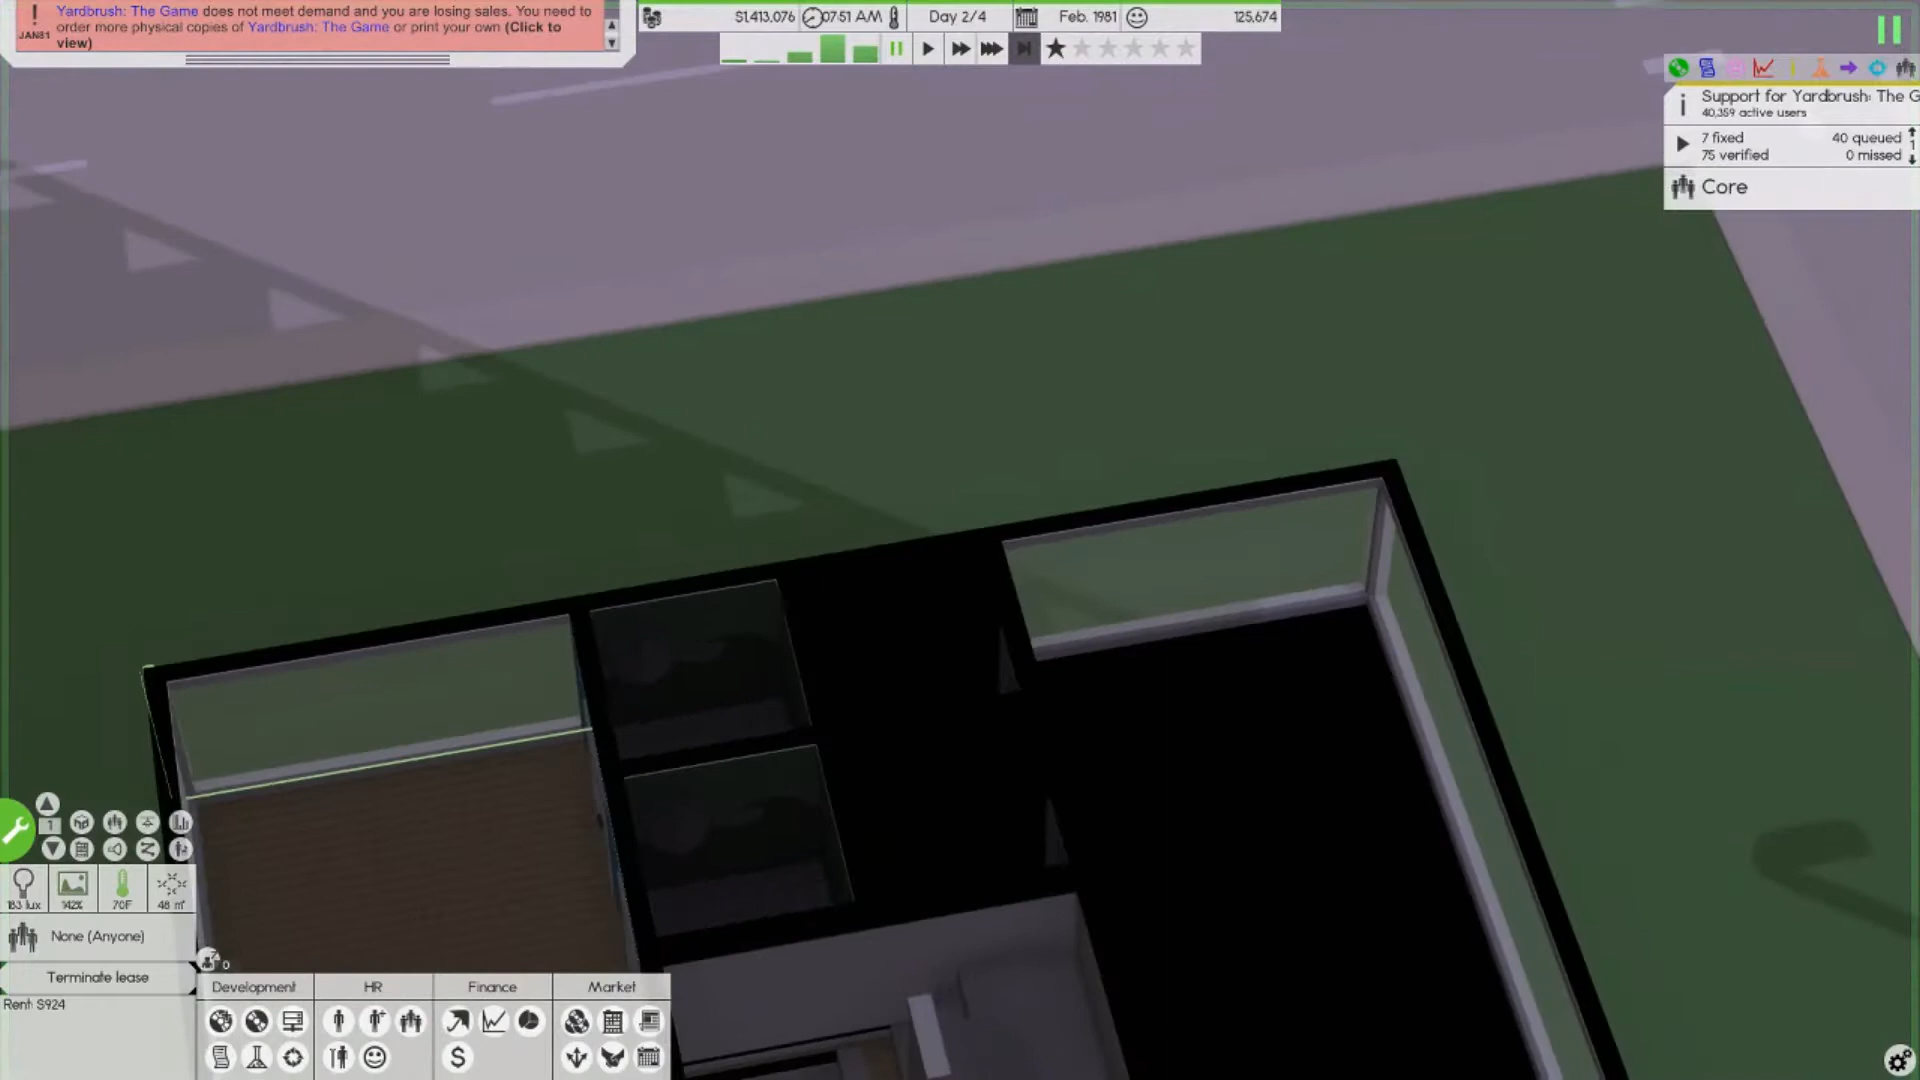 Yardbrush: The Game does not meet demand and you are losing sales. You need to
order more physical copies of Yardbrush: The Game or print your own (Click to
view)
JAN81
$1,413,076
07:51 AM
Day 2/4
Feb. 1981
125,674
Support for Yardbrush: The G
40,359 active users
7 fixed
40 queued
75 verified
0 missed
1
Core
1
183 lux
142%
70F
48 m²
None (Anyone)
Terminate lease
Rent: $924
0
Development
HR
Finance
Market